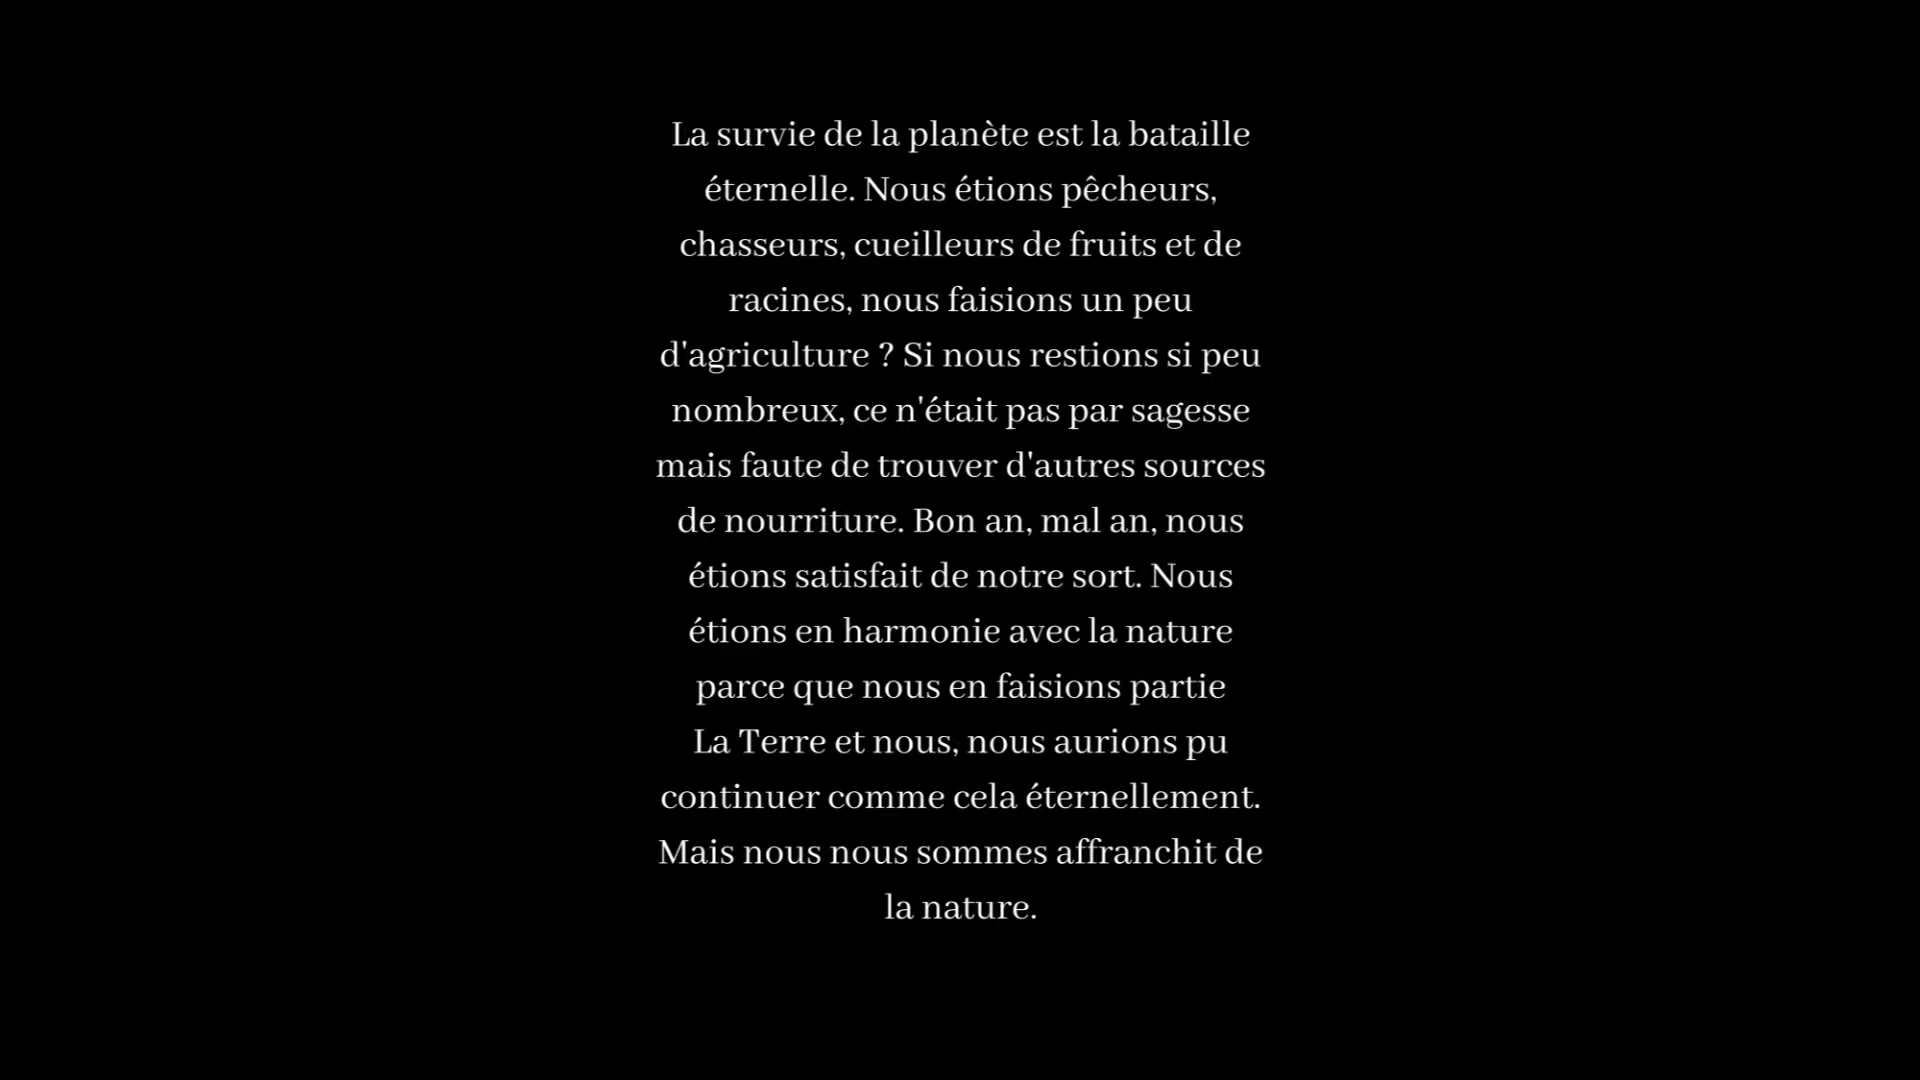 La survie de la planète est la bataille
éternelle. Nous étions pêcheurs,
chasseurs, cueilleurs de fruits et de
racines, nous faisions un peu
d'agriculture ? Si nous restions si peu
nombreux, ce n'était pas par sagesse
mais faute de trouver d'autres sources
de nourriture. Bon an, mal an, nous
étions satisfait de notre sort. Nous
étions en harmonie avec la nature
parce que nous en faisions partie
La Terre et nous, nous aurions pu
continuer comme cela éternellement.
Mais nous nous sommes affranchit de
la nature.